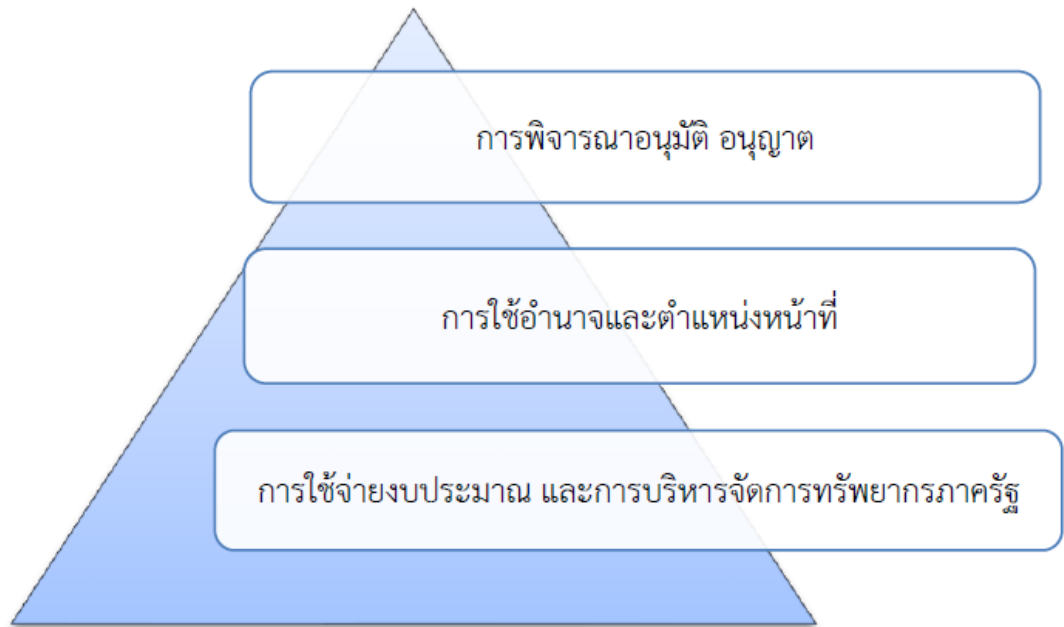 การพิจารณาอนุมัติ อนุญาต
การใช้อำนาจและตำแหน่งหน้าที่
การใช้จ่ายงบประมาณ และการบริหารจัดการทรัพยากรภาครัฐ